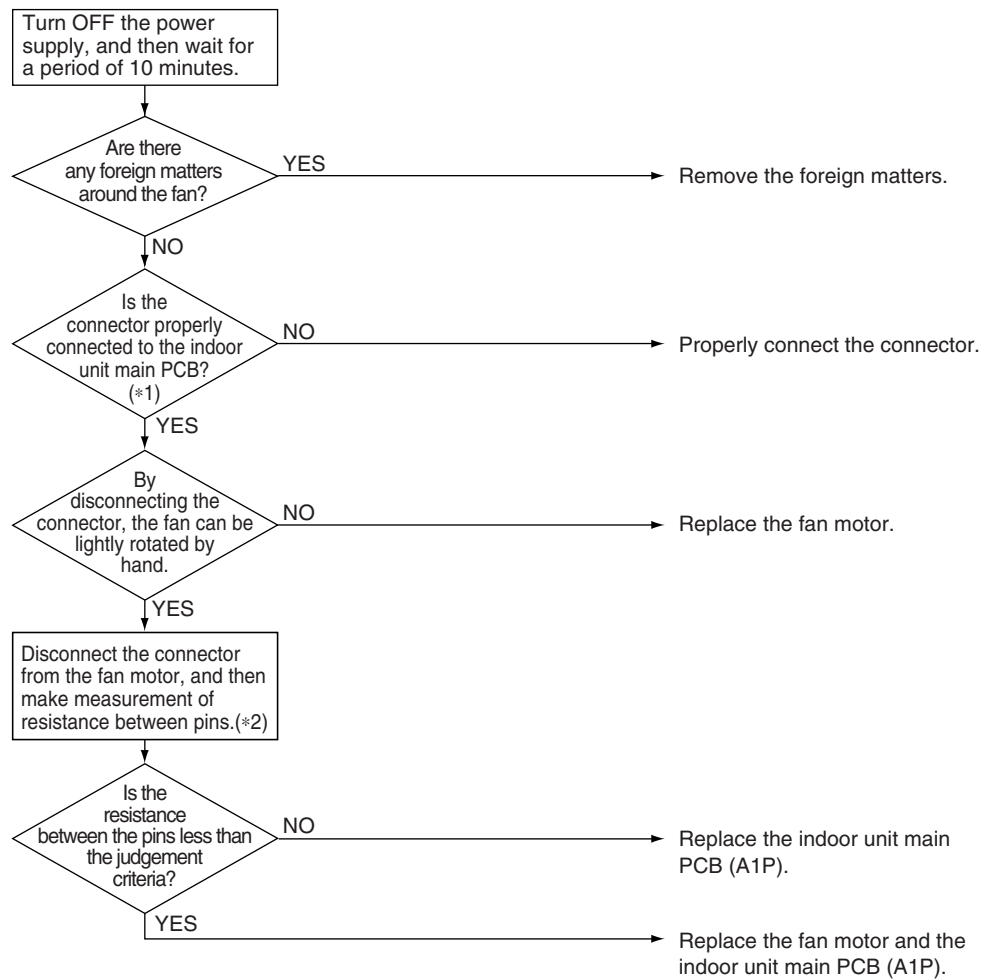 Turn OFF the power
supply, and then wait for
a period of 10 minutes.
Are there
any foreign matters
around the fan?
YES
Remove the foreign matters.
NO
Is the
connector properly
connected to the indoor
unit main PCB?
(*1)
NO
Properly connect the connector.
YES
By
disconnecting the
connector, the fan can be
lightly rotated by
hand.
NO
Replace the fan motor.
YES
Disconnect the connector
from the fan motor, and then
make measurement of
resistance between pins.(*2)
Is the
resistance
between the pins less than
the judgement
criteria?
NO
Replace the indoor unit main
PCB (A1P).
YES
Replace the fan motor and the
indoor unit main PCB (A1P).